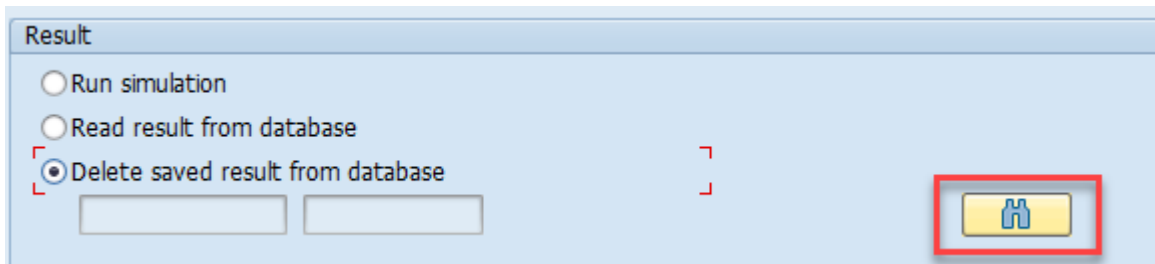 Result
Run simulation
Read result from database
Delete saved result from database